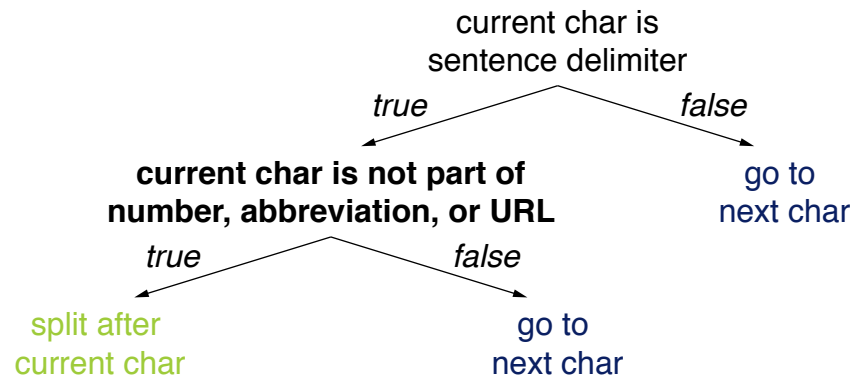 current char is
sentence delimiter
true
false
current char is not part of
number, abbreviation, or URL
go to
next char
true
false
split after
current char
go to
next char